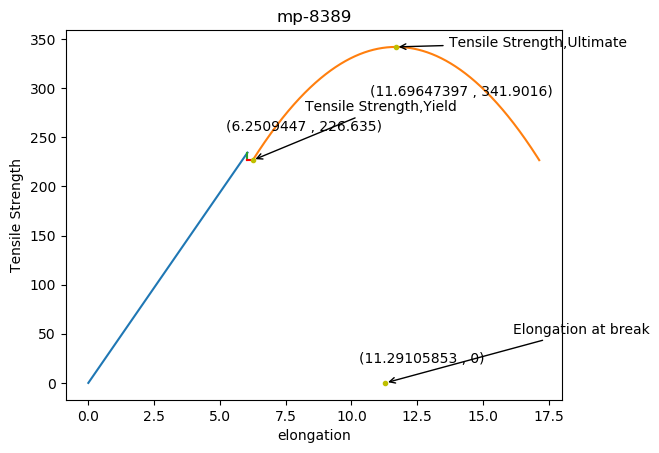 mp-8389
350
300
250
200
150
100
50
0
Tensile Strength
Tensile Strength,Ultimate
(11.69647397 , 341.9016)
Tensile Strength,Yield
(6.2509447 , 226.635)
Elongation at break
(11.29105853 , 0)
0.0 2.5 5.0 7.5 10.0 12.5 15.0 17.5
elongation